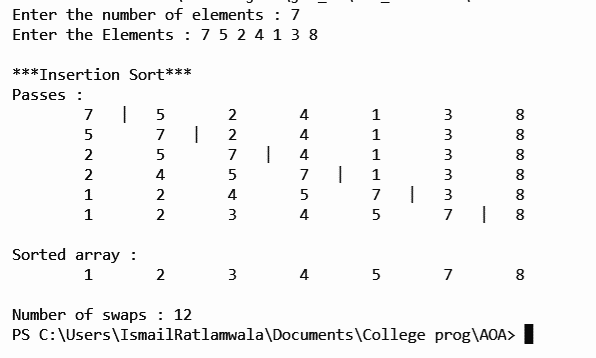 Enter the number of elements : 7
Enter the Elements : 7 5 2 4 1 3 8
***Insertion Sort***
Passes :
7 | 5 2 4 1 3 8
5 7 | 2 4 1 3 8
2 5 7 | 4 1 3 8
2 4 5 7 | 1 3 8
1 2 4 5 7 | 3 8
1 2 3 4 5 7 | 8
Sorted array :
1 2 3 4 5 7 8
Number of swaps : 12
PS C:\Users\IsmailRatlamwala\Documents\College prog\AOA>